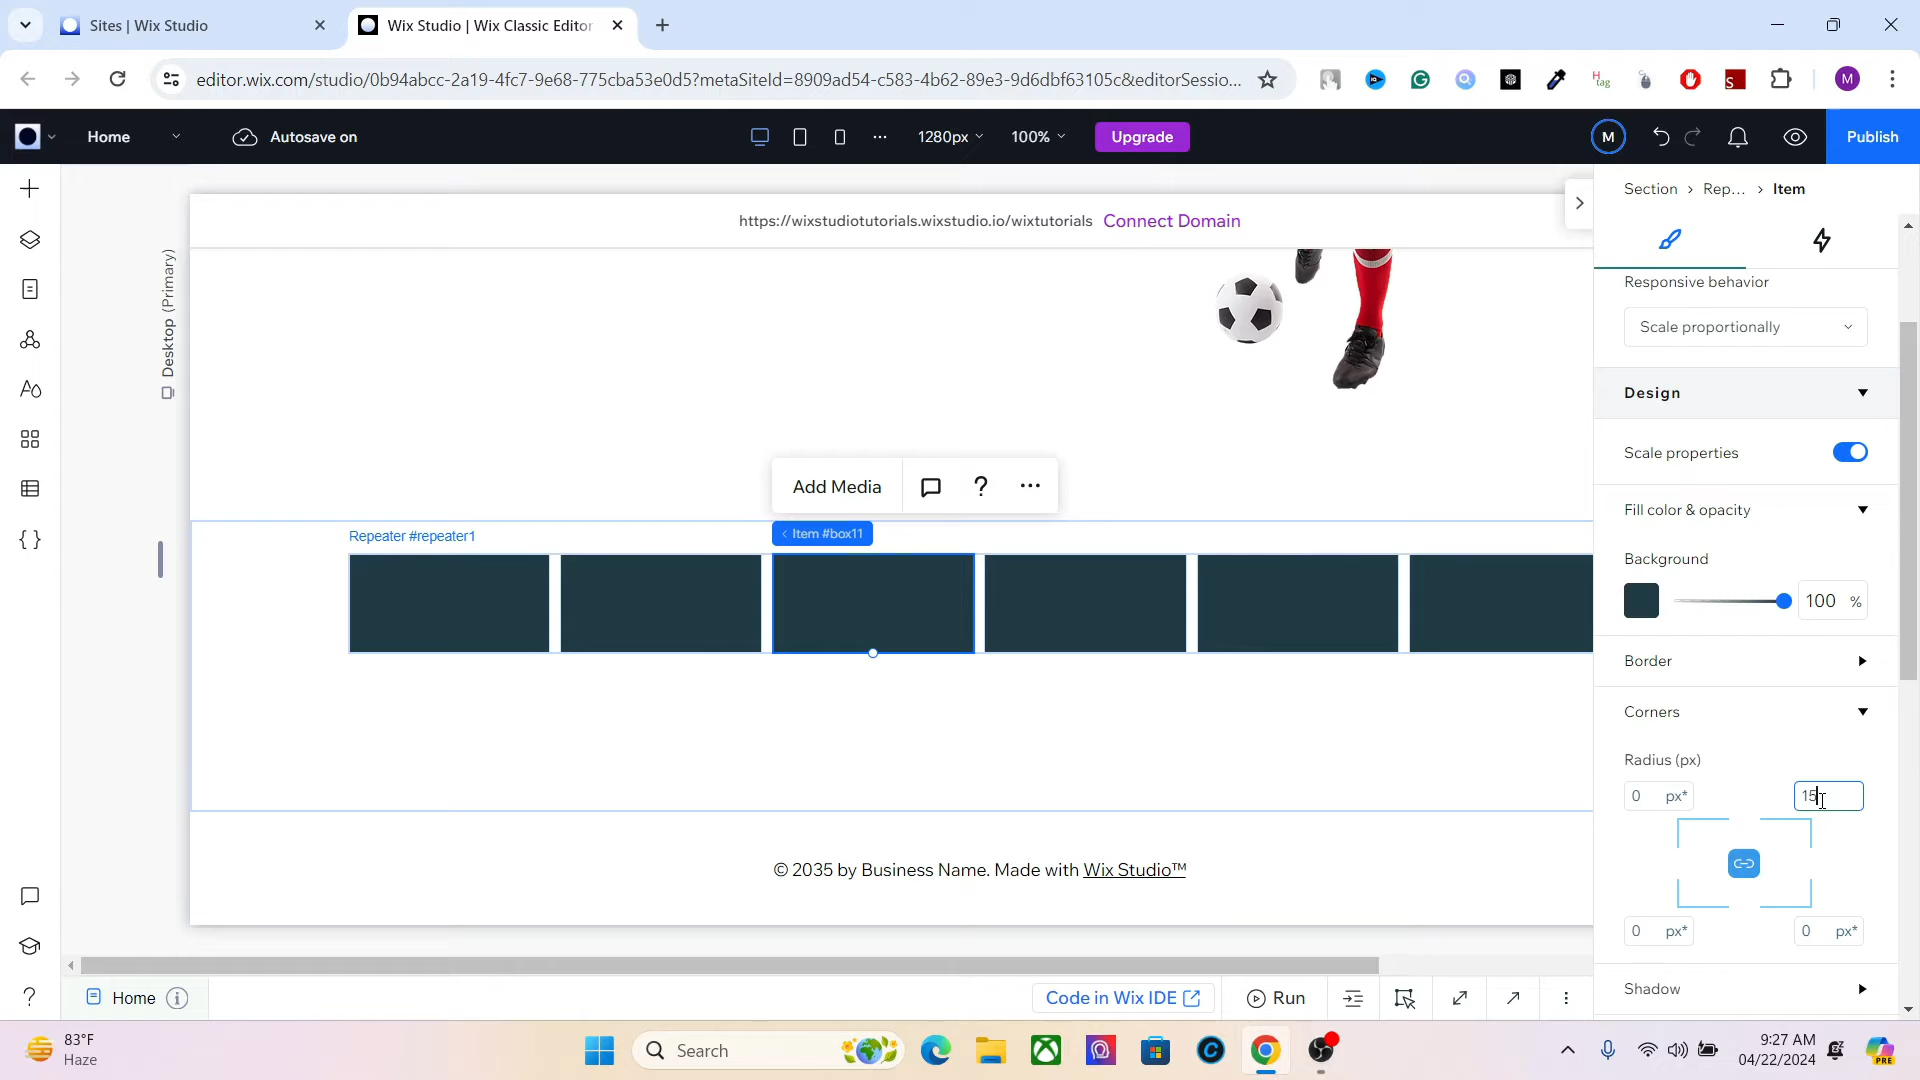 Sites | Wix Studio
Wix Studio | Wix Classic Editor
editor.wix.com/studio/0b94abcc-2a19-4fc7-9e68-775cba53e0d5?metaSiteId=8909ad54-c583-4b62-89e3-9d6dbf63105c&editorSessio...
H
tag
S
M
Home
Autosave on
1280px
100%
Upgrade
M
Publish
Section > Rep... > Item
https://wixstudiotutorials.wixstudio.io/wixtutorials Connect Domain
Desktop (Primary)
Responsive behavior
Scale proportionally
Design
Scale properties
Add Media
?
Fill color & opacity
Repeater #repeater1
< Item #box11
Background
100 %
Border
Corners
Radius (px)
0 px*
15
0 px*
0 px*
© 2035 by Business Name. Made with Wix Studio™
Shadow
Home
Code in Wix IDE
Run
83°F
Haze
Search
9:27 AM
04/22/2024
PRE